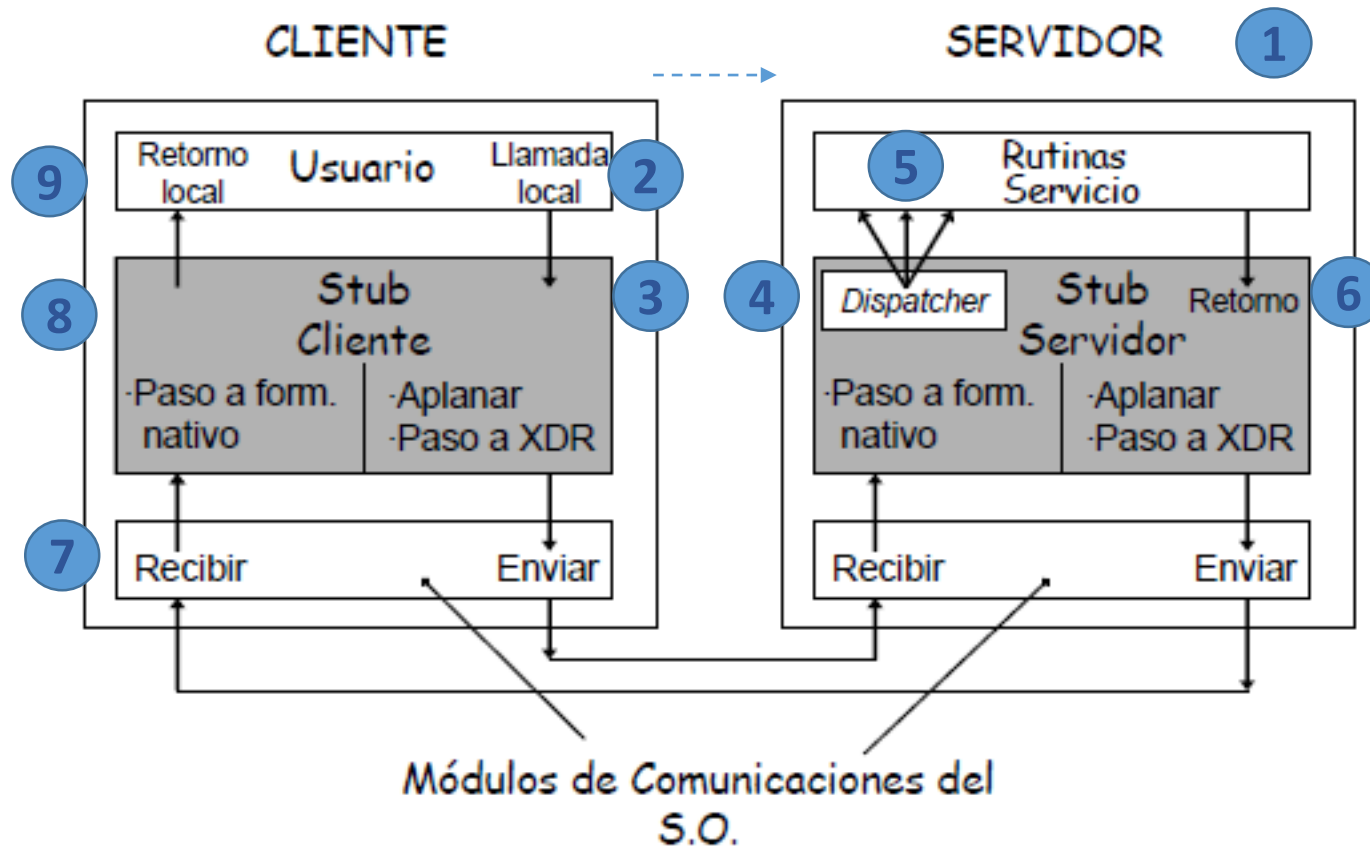 CLIENTE
SERVIDOR
1
9
Retorno
local
Usuario
Llamada
local
2
5
Rutinas
Servicio
8
Stub
Cliente
3
4
Dispatcher
Stub
Servidor
Retorno
6
·Paso a form.
nativo
·Aplanar
·Paso a XDR
·Paso a form.
nativo
·Aplanar
·Paso a XDR
7
Recibir
Enviar
Recibir
Enviar
Módulos de Comunicaciones del
S.O.